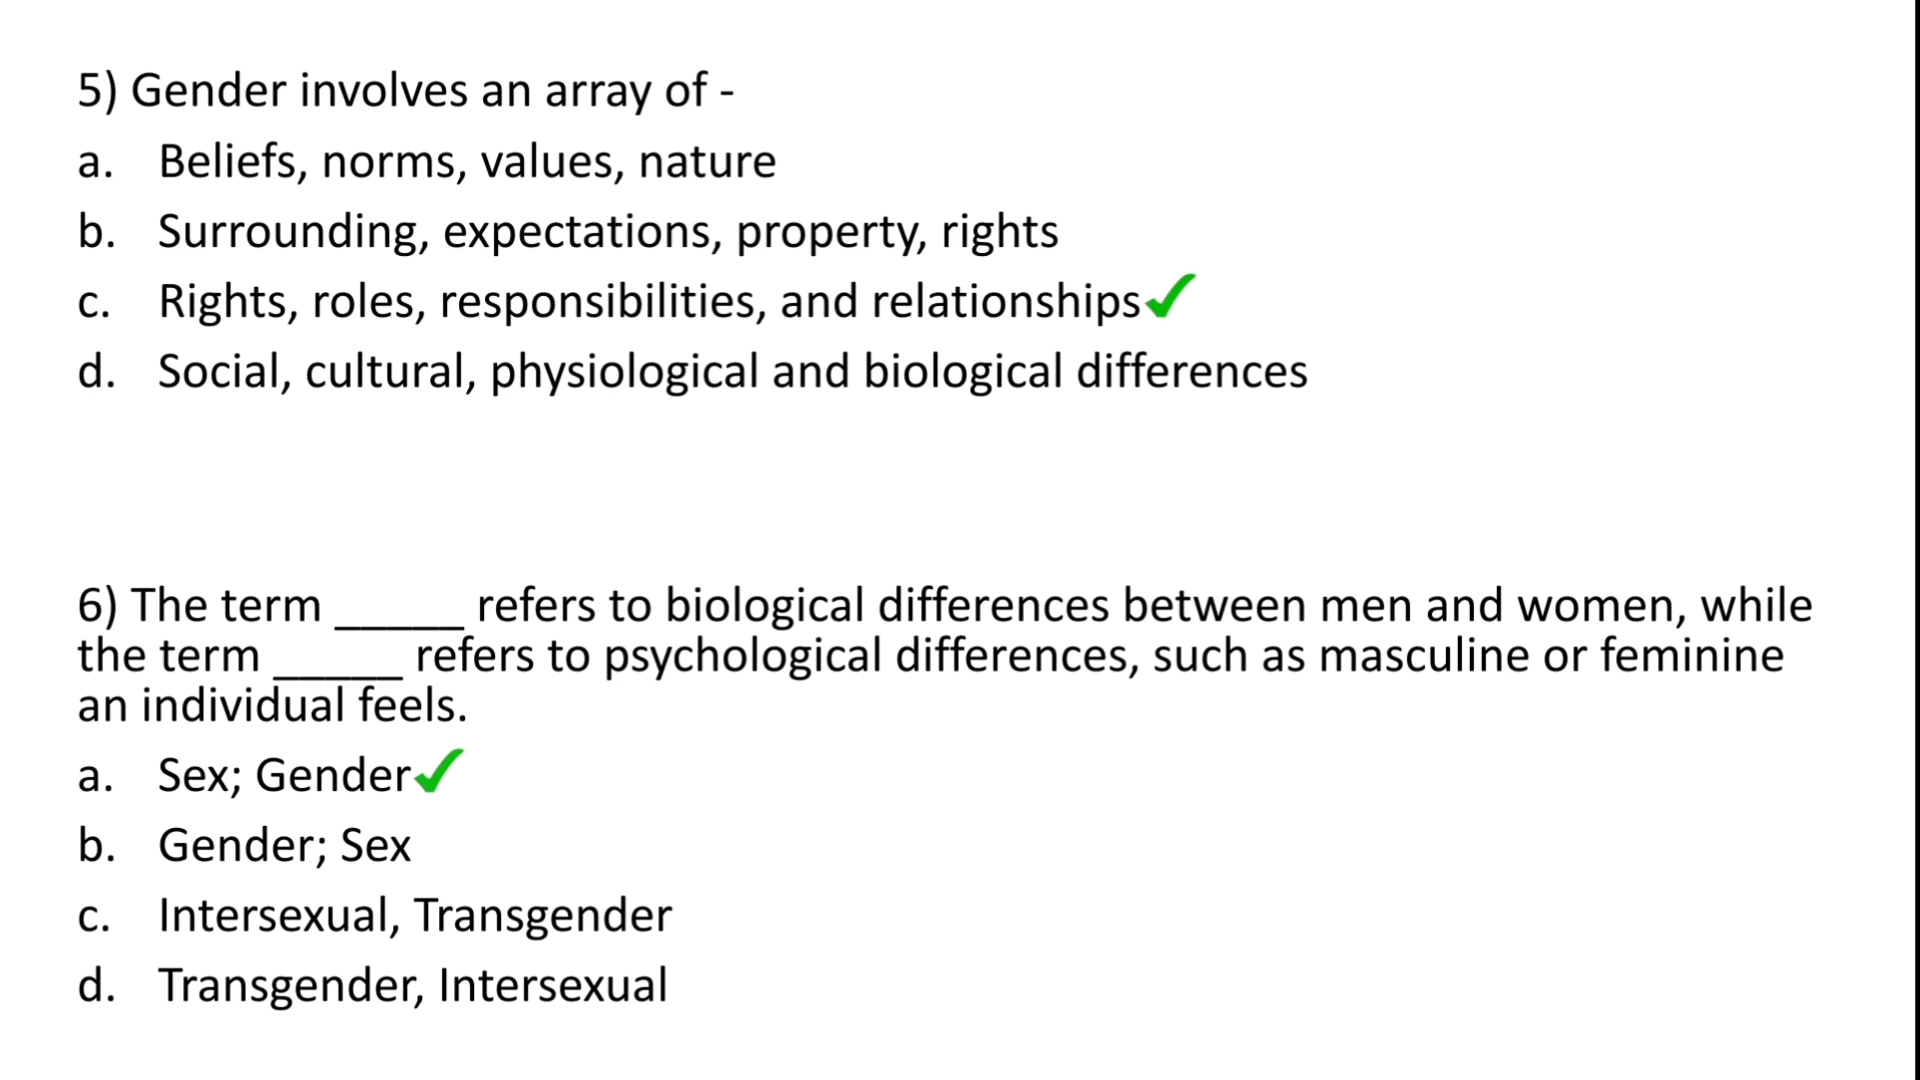 5) Gender involves an array of -
a. Beliefs, norms, values, nature
b. Surrounding, expectations, property, rights
c. Rights, roles, responsibilities, and relationships
d. Social, cultural, physiological and biological differences
6) The term _____ refers to biological differences between men and women, while
the term _____ refers to psychological differences, such as masculine or feminine
an individual feels.
a. Sex; Gender
b. Gender; Sex
c. Intersexual, Transgender
d. Transgender, Intersexual